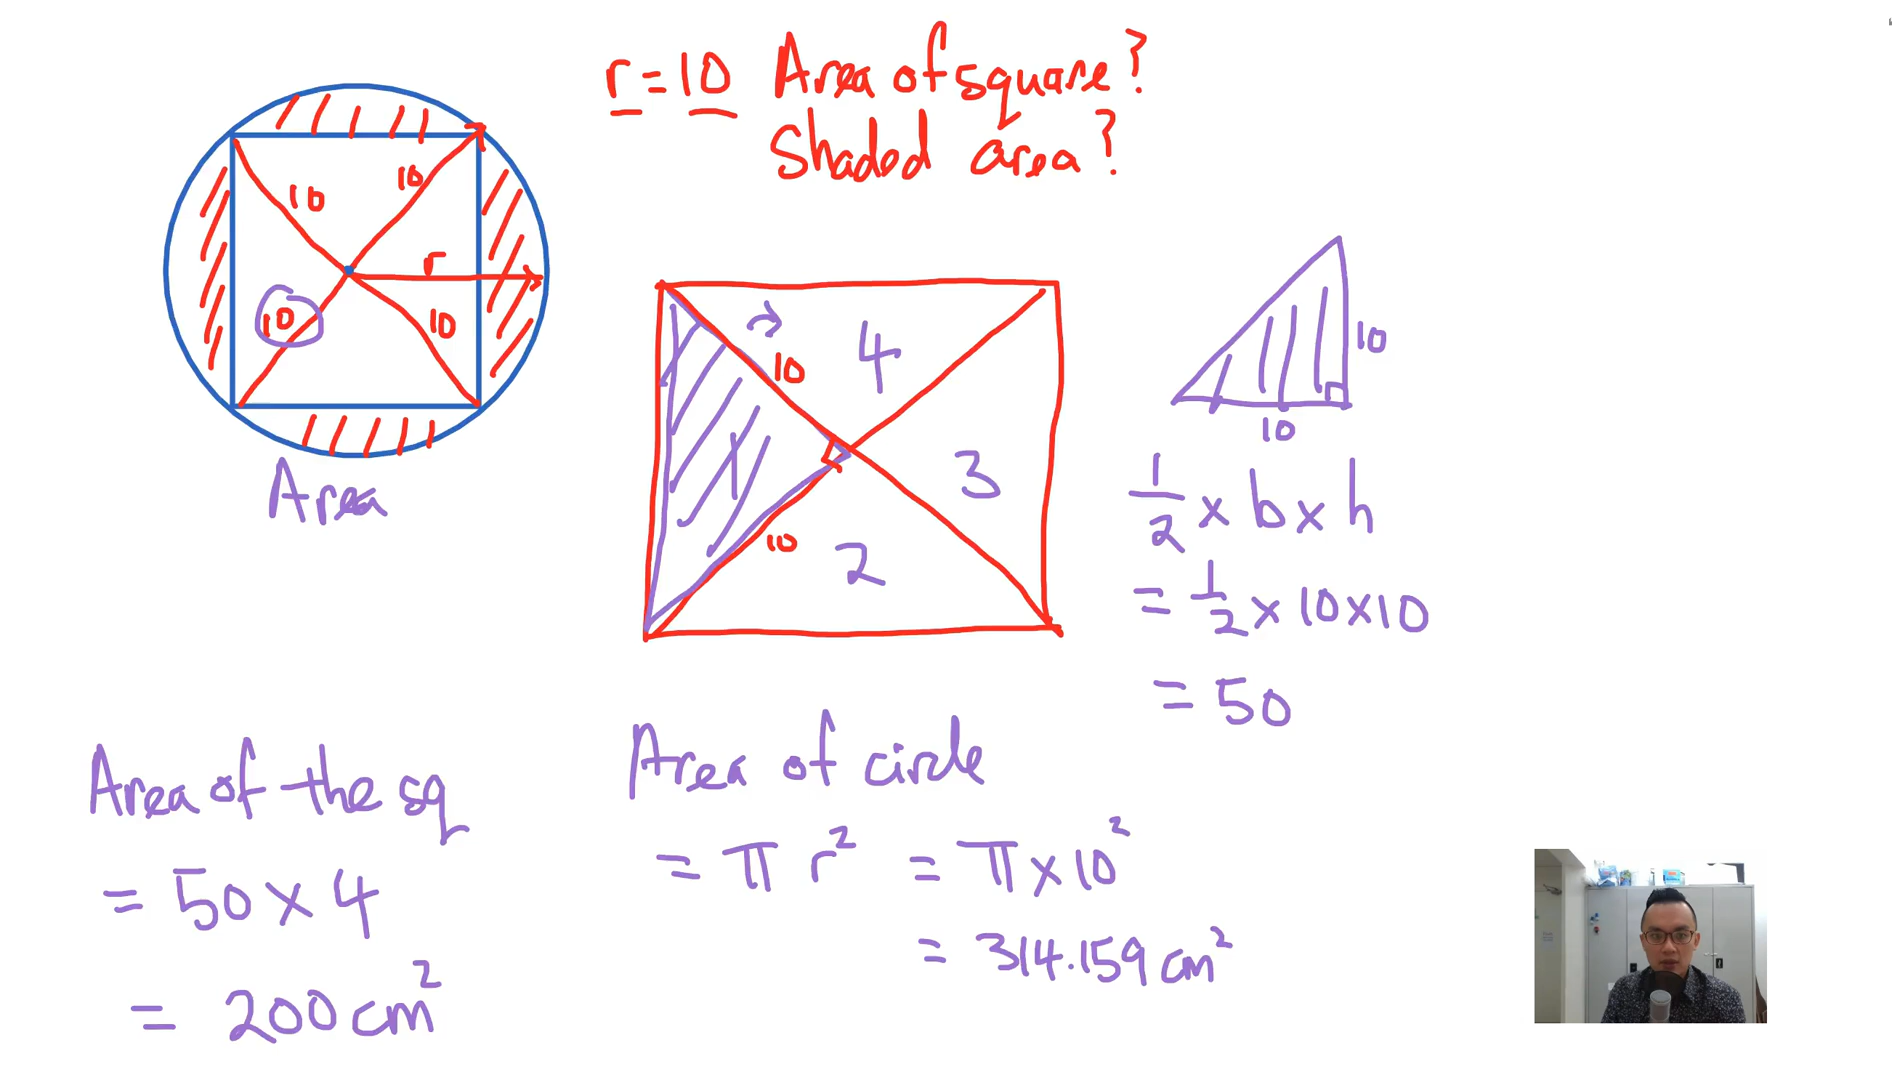 r = 10 Area of square?
Shaded area?
10
10
r
10
10
Area
10
4
1
3
10
2
10
10
1/2 × b × h
= 1/2 × 10 × 10
= 50
Area of the sq
= 50 × 4
= 200 cm²
Area of circle
= π r² = π × 10²
= 314.159 cm²